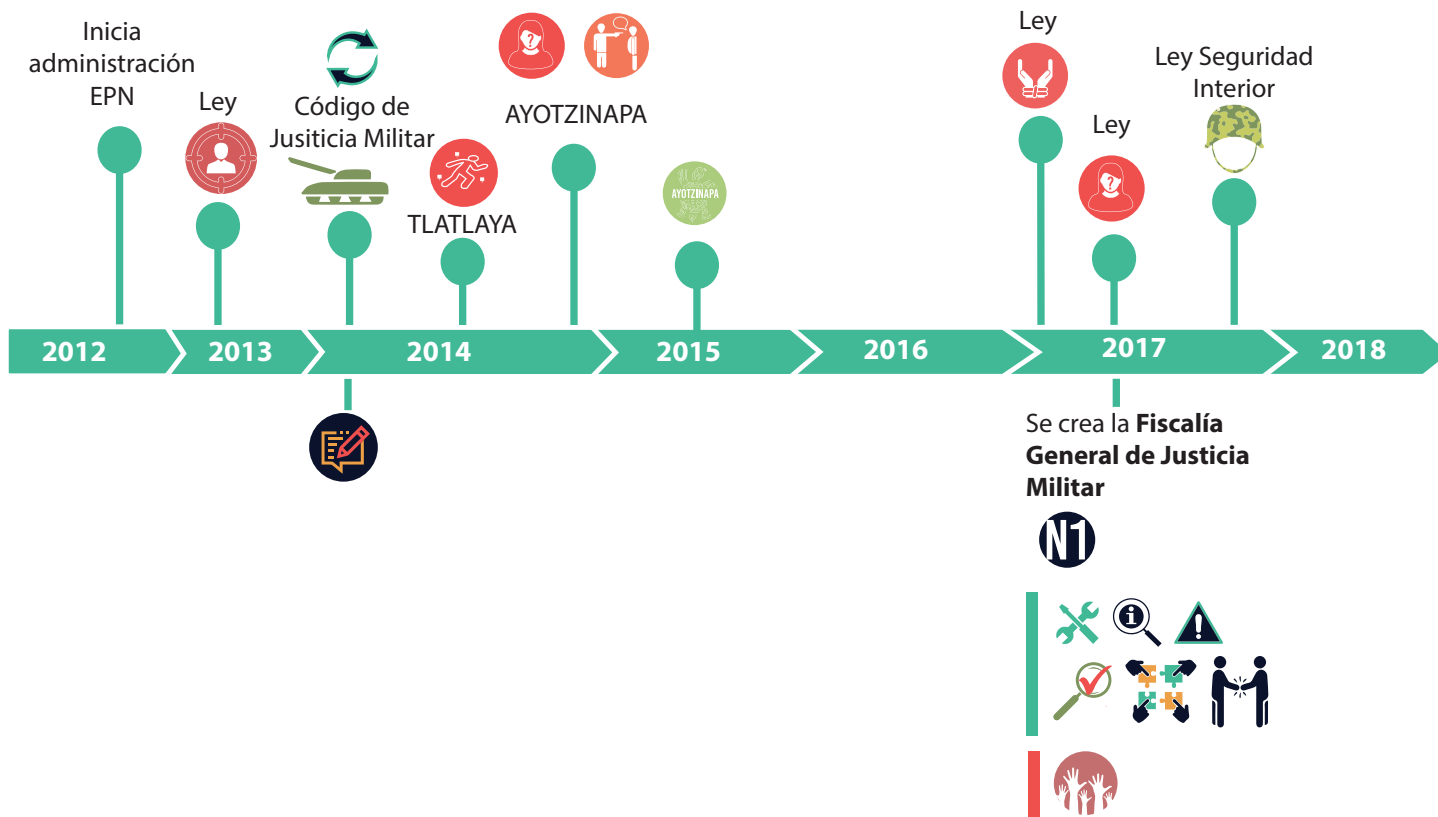 Inicia
administración
EPN
Ley
Código de
Jusiticia Militar
TLATLAYA
AYOTZINAPA
AYOTZINAPA
Ley
Ley
Ley Seguridad
Interior
2012
2013
2014
2015
2016
2017
2018
Se crea la Fiscalía
General de Justicia
Militar
N1